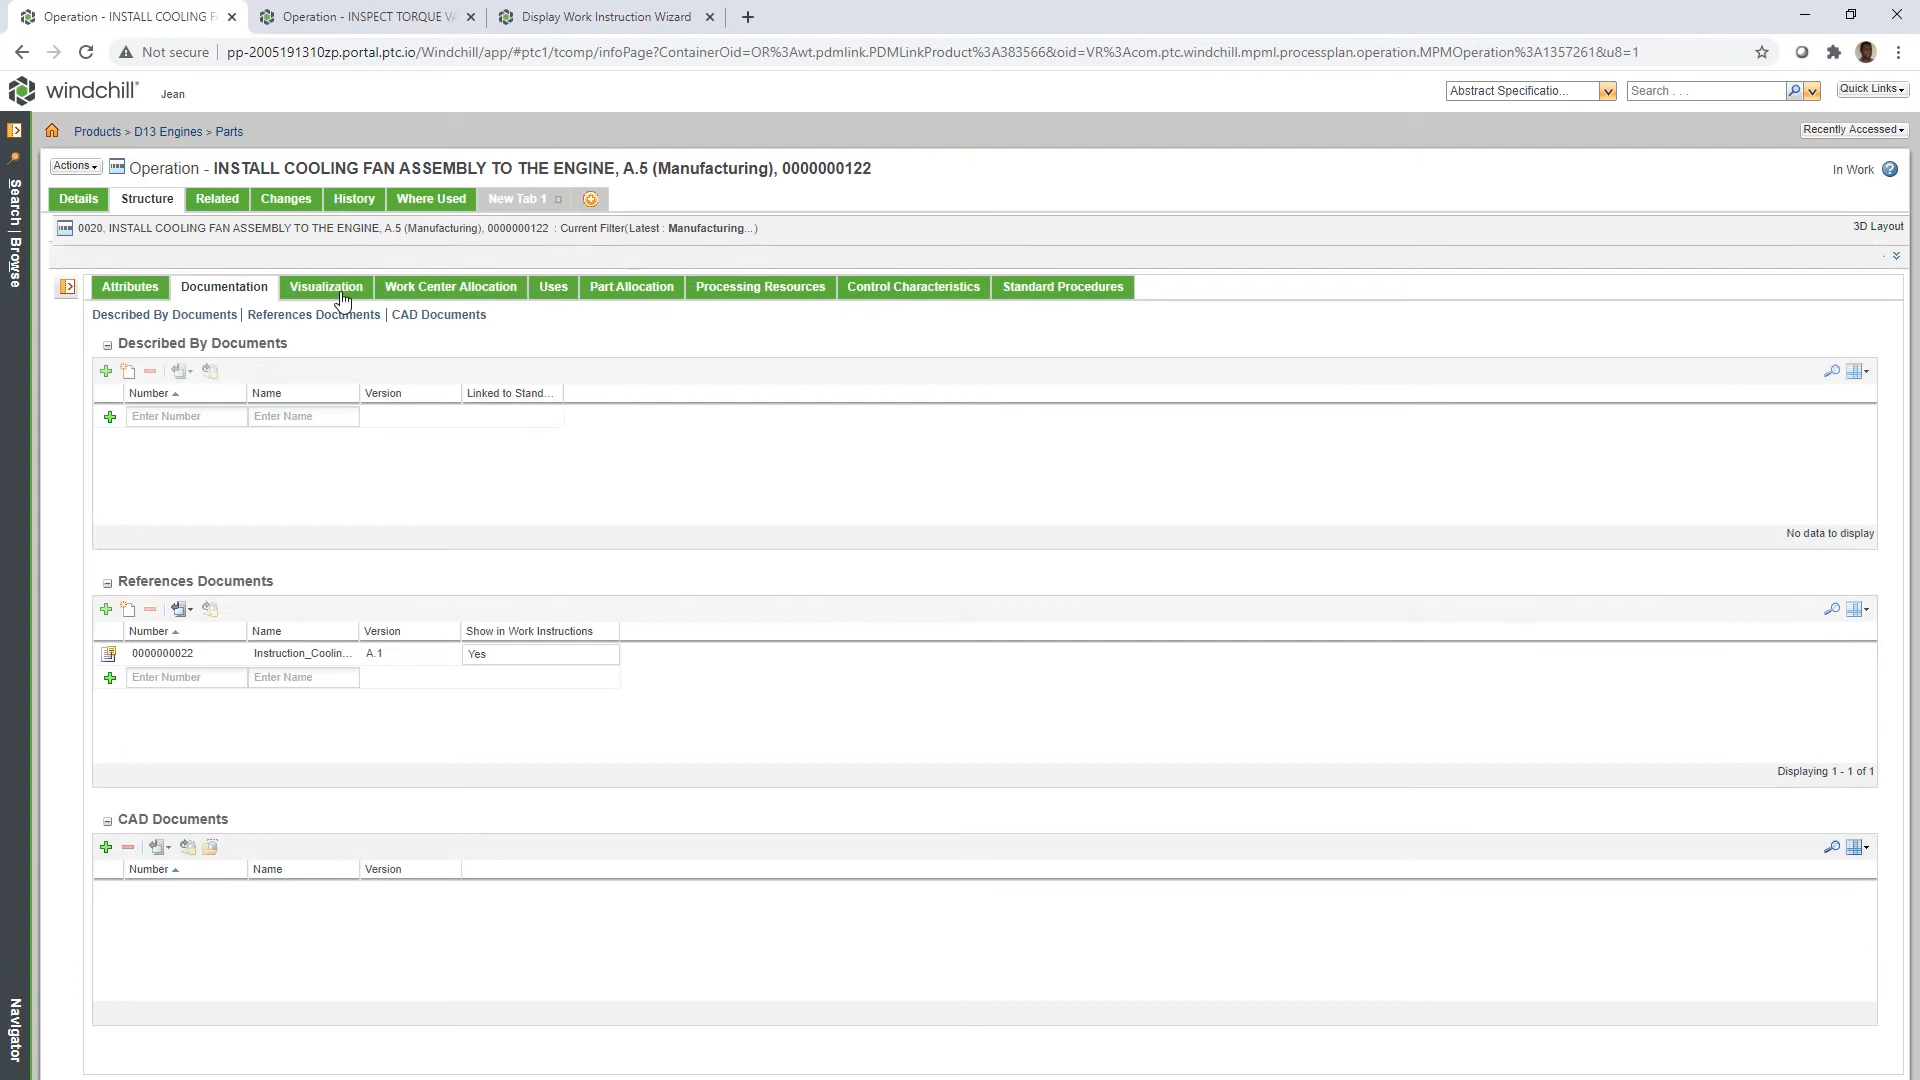 Operation - INSTALL COOLING F
Operation - INSPECT TORQUE VA
Display Work Instruction Wizard
Not secure
pp-2005191310zp.portal.ptc.io/Windchill/app/#ptc1/tcomp/infoPage?ContainerOid=OR%3Awt.pdmlink.PDMLinkProduct%3A383566&oid=VR%3Acom.ptc.windchill.mpml.processplan.operation.MPMOperation%3A1357261&u8=1
windchill
Jean
Abstract Specificatio...
Search . . .
Quick Links
Products > D13 Engines > Parts
Recently Accessed
Actions
Operation - INSTALL COOLING FAN ASSEMBLY TO THE ENGINE, A.5 (Manufacturing), 0000000122
In Work
Search | Browse
Details Structure Related Changes History Where Used New Tab 1
0020, INSTALL COOLING FAN ASSEMBLY TO THE ENGINE, A.5 (Manufacturing), 0000000122 : Current Filter(Latest : Manufacturing...)
3D Layout
Attributes Documentation Visualization Work Center Allocation Uses Part Allocation Processing Resources Control Characteristics Standard Procedures
Described By Documents | References Documents | CAD Documents
Described By Documents
Number Name Version Linked to Stand...
Enter Number Enter Name
No data to display
References Documents
Number Name Version Show in Work Instructions
0000000022 Instruction_Coolin... A.1 Yes
Enter Number Enter Name
Displaying 1 - 1 of 1
CAD Documents
Number Name Version
Navigator